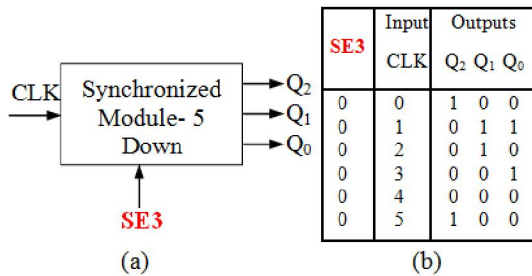 CLK
Synchronized
Module- 5
Down
Q2
Q1
Q0
SE3
(a)
SE3 Input Outputs
CLK Q2 Q1 Q0
0 0 1 0 0
0 1 0 1 1
0 2 0 1 0
0 3 0 0 1
0 4 0 0 0
0 5 1 0 0
(b)